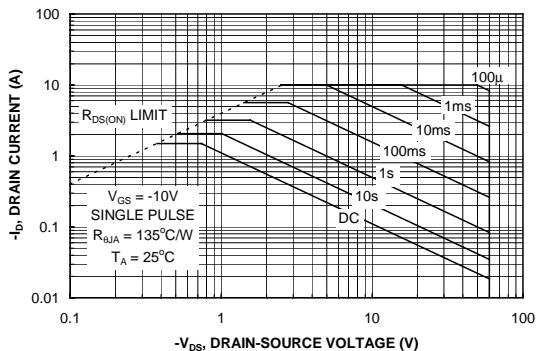 100
10
1
0.1
0.01
-I_D, DRAIN CURRENT (A)
100µ
1ms
10ms
100ms
1s
10s
DC
R_DS(ON) LIMIT
V_GS = -10V
SINGLE PULSE
R_θJA = 135°C/W
T_A = 25°C
0.1
1
10
100
-V_DS, DRAIN-SOURCE VOLTAGE (V)